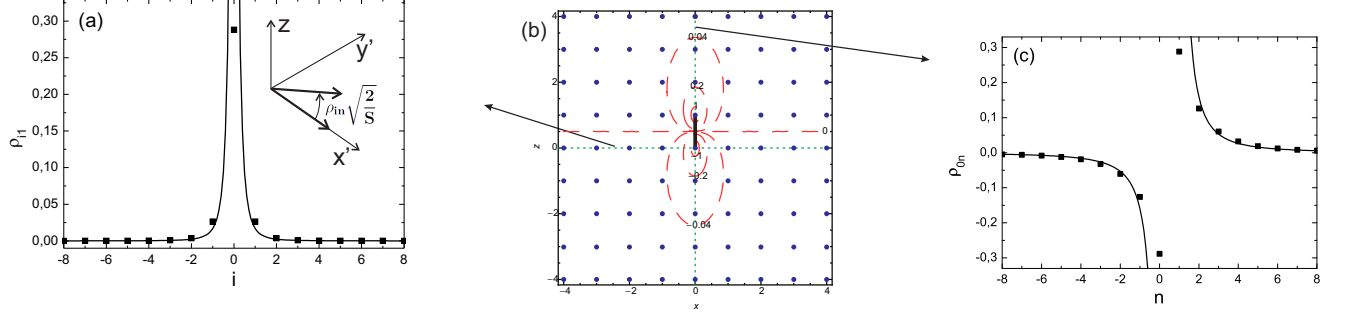 (a)
0,30
0,25
0,20
0,15
0,10
0,05
0,00
ρi1
-8 -6 -4 -2 0 2 4 6 8
i
z
y'
x'
ρin√2/S
(b)
4
2
0
−2
−4
z
−4 −2 0 2 4
x
0.04
0.2
1
0
−1
−0.2
−0.04
(c)
0,3
0,2
0,1
0,0
-0,1
-0,2
-0,3
ρ0n
-8 -6 -4 -2 0 2 4 6 8
n